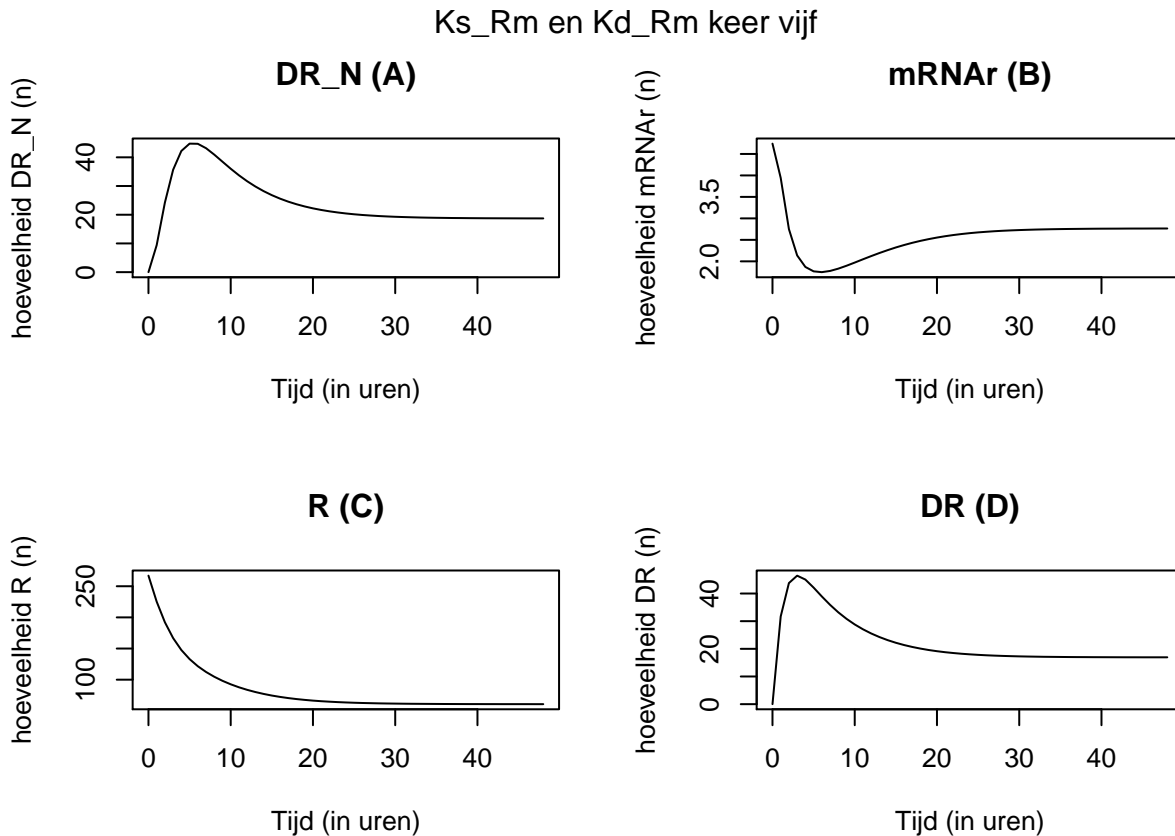 Ks_Rm en Kd_Rm keer vijf
DR_N (A)
hoeveelheid DR_N (n)
0 20 40
0 10 20 30 40
Tijd (in uren)
mRNAr (B)
hoeveelheid mRNAr (n)
2.0 3.5
0 10 20 30 40
Tijd (in uren)
R (C)
hoeveelheid R (n)
100 250
0 10 20 30 40
Tijd (in uren)
DR (D)
hoeveelheid DR (n)
0 20 40
0 10 20 30 40
Tijd (in uren)